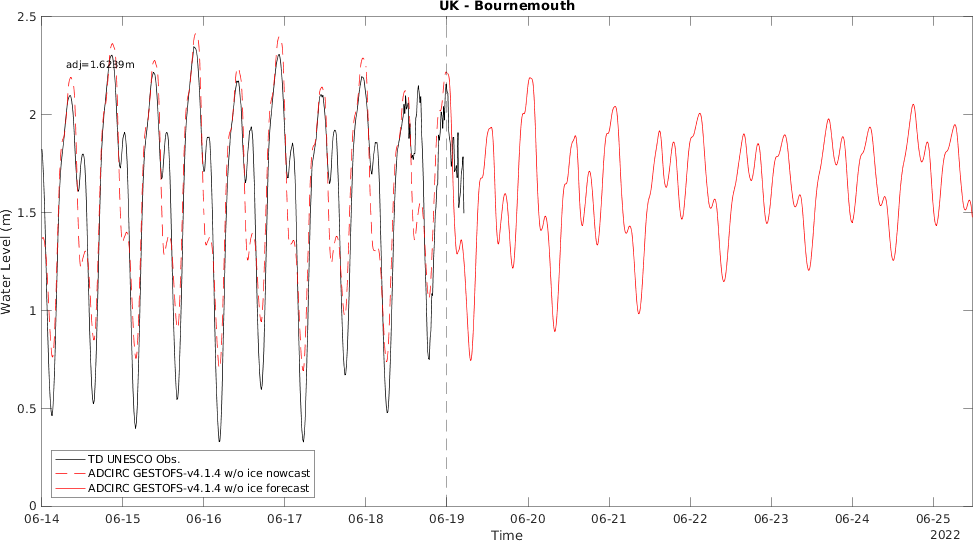 UK - Bournemouth
2.5
2
1.5
1
0.5
0
Water Level (m)
adj=1.6239m
TD UNESCO Obs.
ADCIRC GESTOFS-v4.1.4 w/o ice nowcast
ADCIRC GESTOFS-v4.1.4 w/o ice forecast
06-14 06-15 06-16 06-17 06-18 06-19 06-20 06-21 06-22 06-23 06-24 06-25
2022
Time